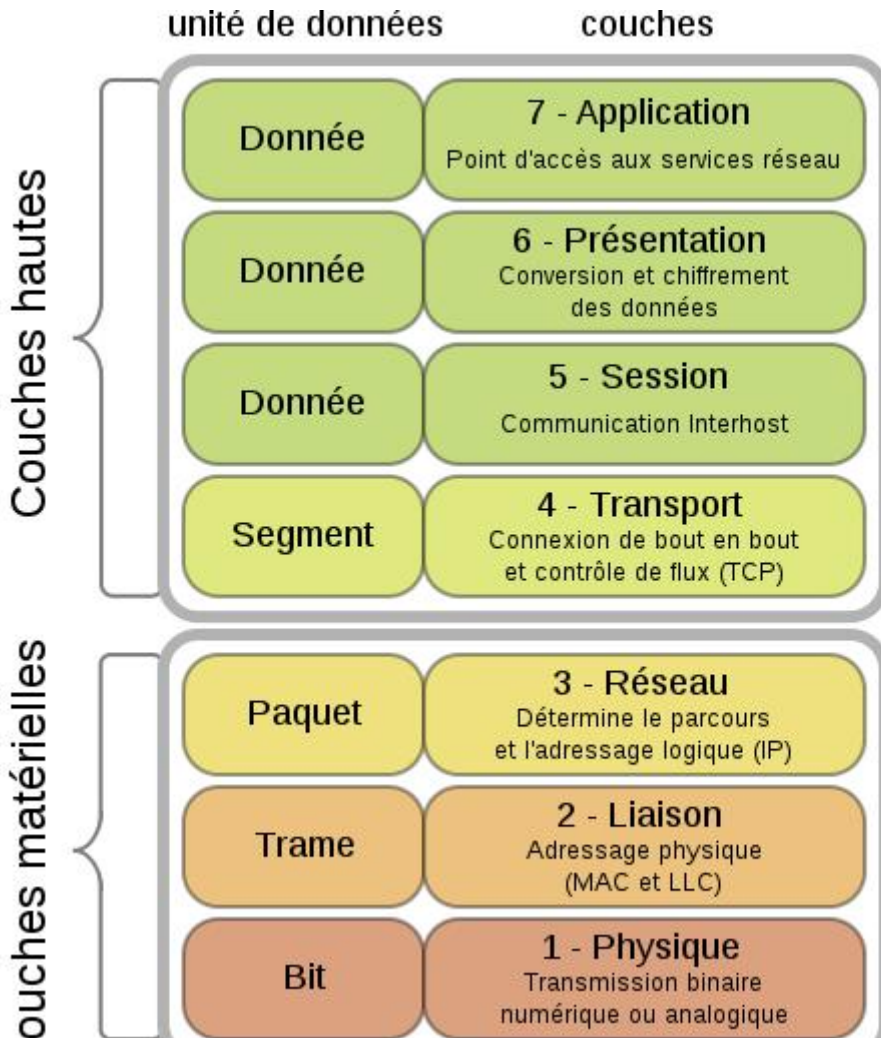 unité de données couches
Couches hautes
Donnée
7 - Application
Point d'accès aux services réseau
Donnée
6 - Présentation
Conversion et chiffrement
des données
Donnée
5 - Session
Communication Interhost
Segment
4 - Transport
Connexion de bout en bout
et contrôle de flux (TCP)
ouches matérielles
Paquet
3 - Réseau
Détermine le parcours
et l'adressage logique (IP)
Trame
2 - Liaison
Adressage physique
(MAC et LLC)
Bit
1 - Physique
Transmission binaire
numérique ou analogique